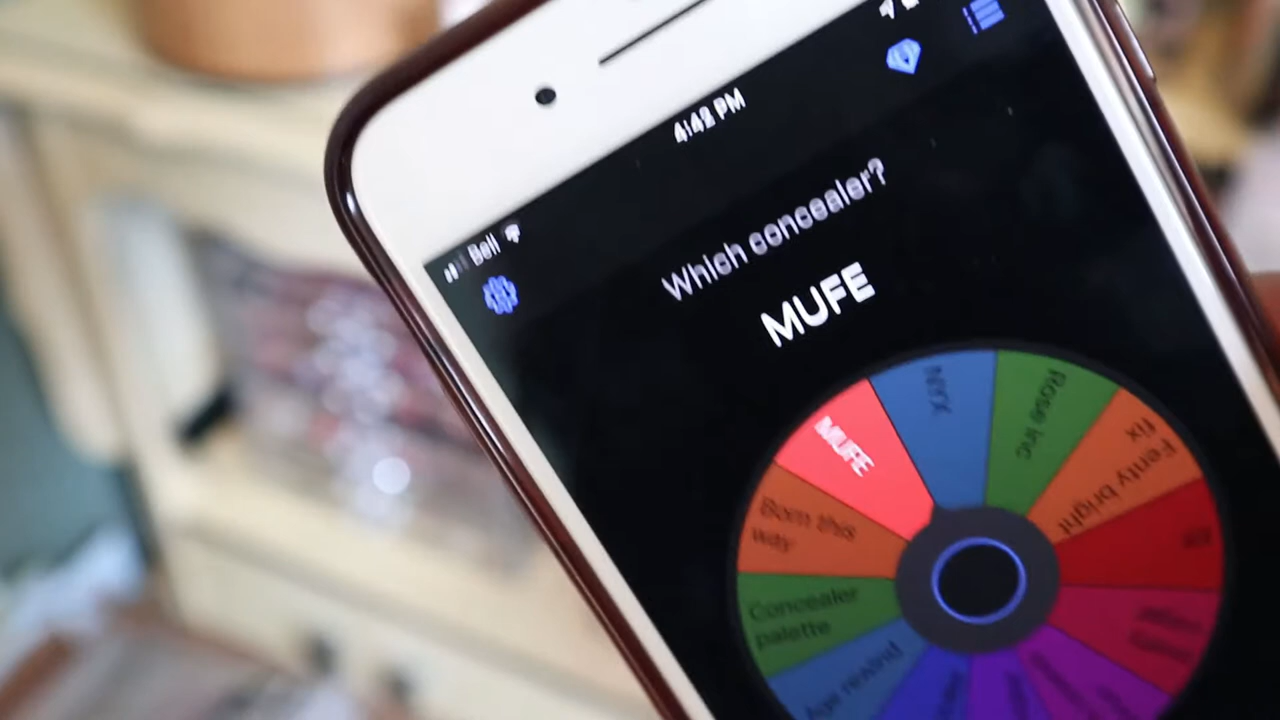 4:42 PM
Bell
Which concealer?
MUFE
MUFE
NYX
Rose inc
Fenty bright
fix
Born this
way
Concealer
palette
Age rewind